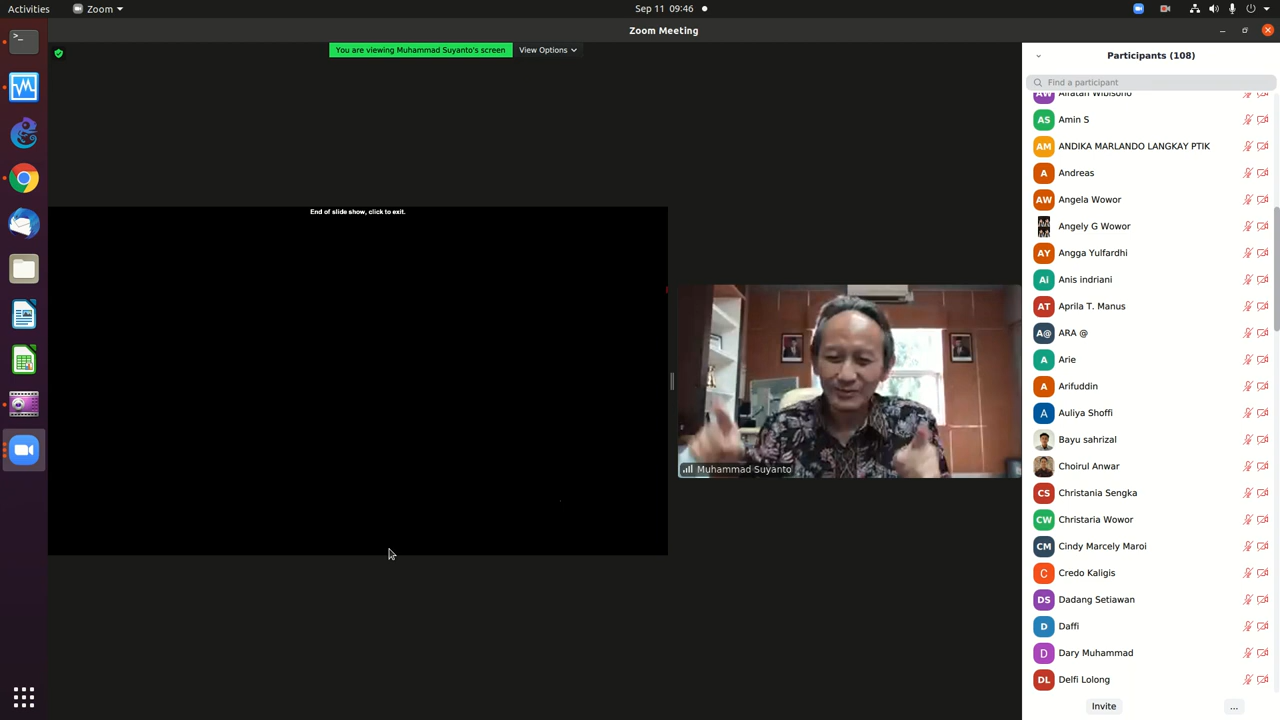 Activities
Zoom
Sep 11 09:46
Zoom Meeting
You are viewing Muhammad Suyanto's screen
View Options
End of slide show, click to exit.
Muhammad Suyanto
Participants (108)
Find a participant
AW Alfatan Wibisono
AS Amin S
AM ANDIKA MARLANDO LANGKAY PTIK
A Andreas
AW Angela Wowor
Angely G Wowor
AY Angga Yulfardhi
Ai Anis indriani
AT Aprila T. Manus
A@ ARA @
A Arie
A Arifuddin
A Auliya Shoffi
Bayu sahrizal
Choirul Anwar
CS Christania Sengka
CW Christaria Wowor
CM Cindy Marcely Maroi
C Credo Kaligis
DS Dadang Setiawan
D Daffi
D Dary Muhammad
DL Delfi Lolong
Invite
...